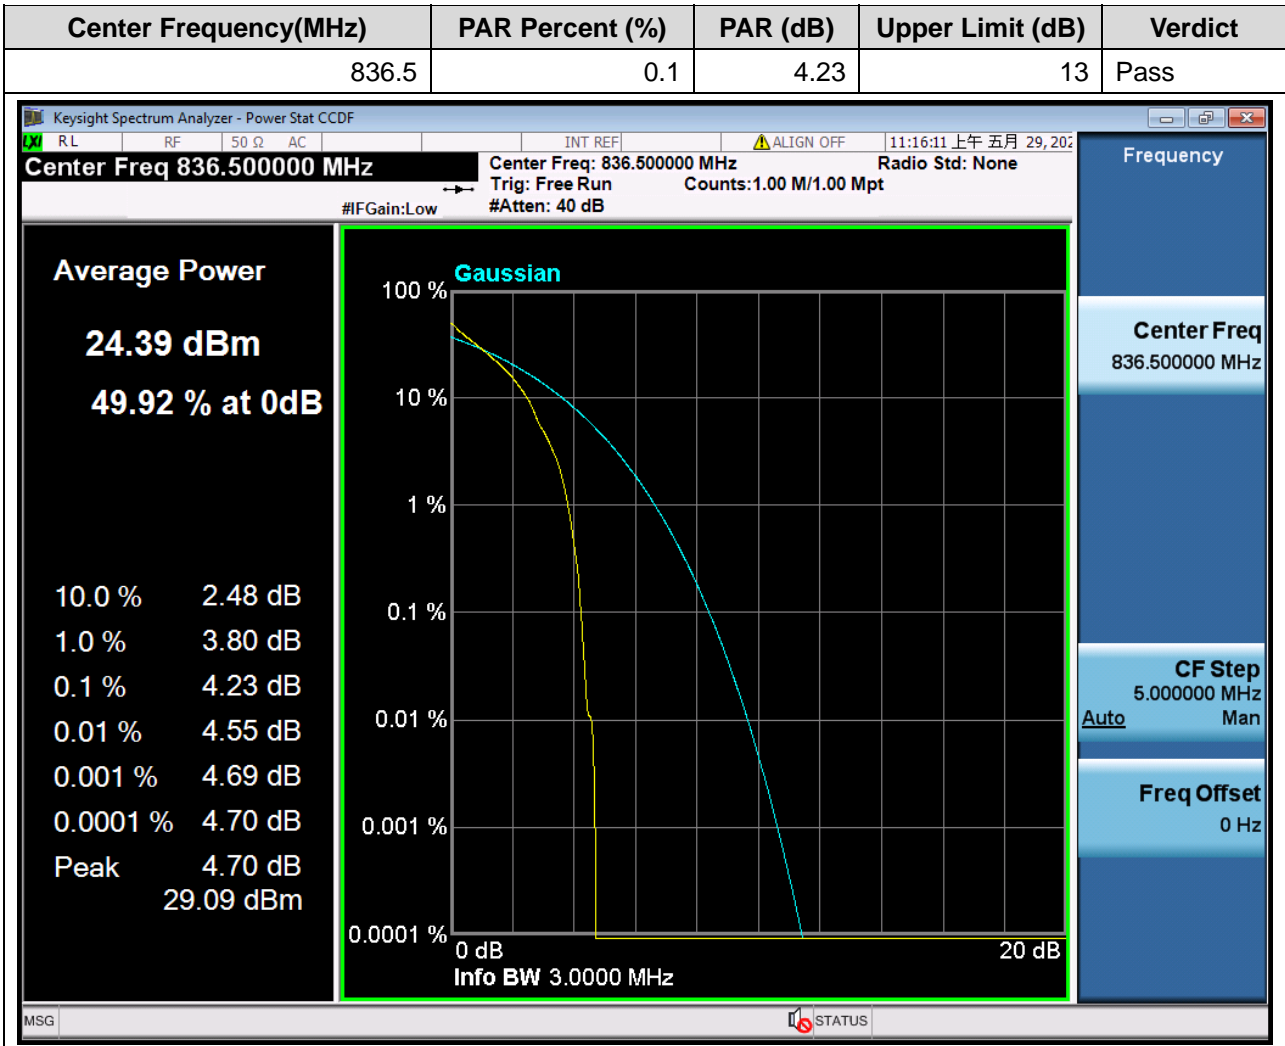 Center Frequency(MHz) PAR Percent (%) PAR (dB) Upper Limit (dB) Verdict
836.5 0.1 4.23 13 Pass
Keysight Spectrum Analyzer - Power Stat CCDF
LXI RL RF 50 Ω AC INT REF ALIGN OFF 11:16:11 上午 五月 29, 202
Center Freq 836.500000 MHz
Center Freq: 836.500000 MHz Radio Std: None
Trig: Free Run Counts:1.00 M/1.00 Mpt
#IFGain:Low #Atten: 40 dB
Frequency
Average Power
24.39 dBm
49.92 % at 0dB
10.0 % 2.48 dB
1.0 % 3.80 dB
0.1 % 4.23 dB
0.01 % 4.55 dB
0.001 % 4.69 dB
0.0001 % 4.70 dB
Peak 4.70 dB
29.09 dBm
Gaussian
100 %
10 %
1 %
0.1 %
0.01 %
0.001 %
0.0001 %
0 dB 20 dB
Info BW 3.0000 MHz
Center Freq
836.500000 MHz
CF Step
5.000000 MHz
Auto Man
Freq Offset
0 Hz
MSG STATUS